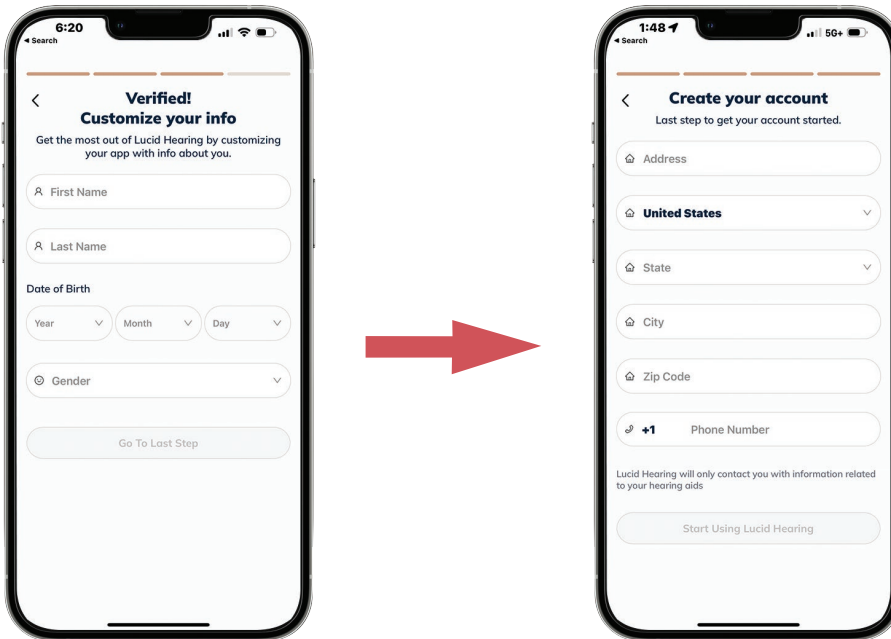 6:20
Search
Verified!
Customize your info
Get the most out of Lucid Hearing by customizing
your app with info about you.
First Name
Last Name
Date of Birth
Year Month Day
Gender
Go To Last Step
1:48 5G+
Search
Create your account
Last step to get your account started.
Address
United States
State
City
Zip Code
+1 Phone Number
Lucid Hearing will only contact you with information related
to your hearing aids
Start Using Lucid Hearing